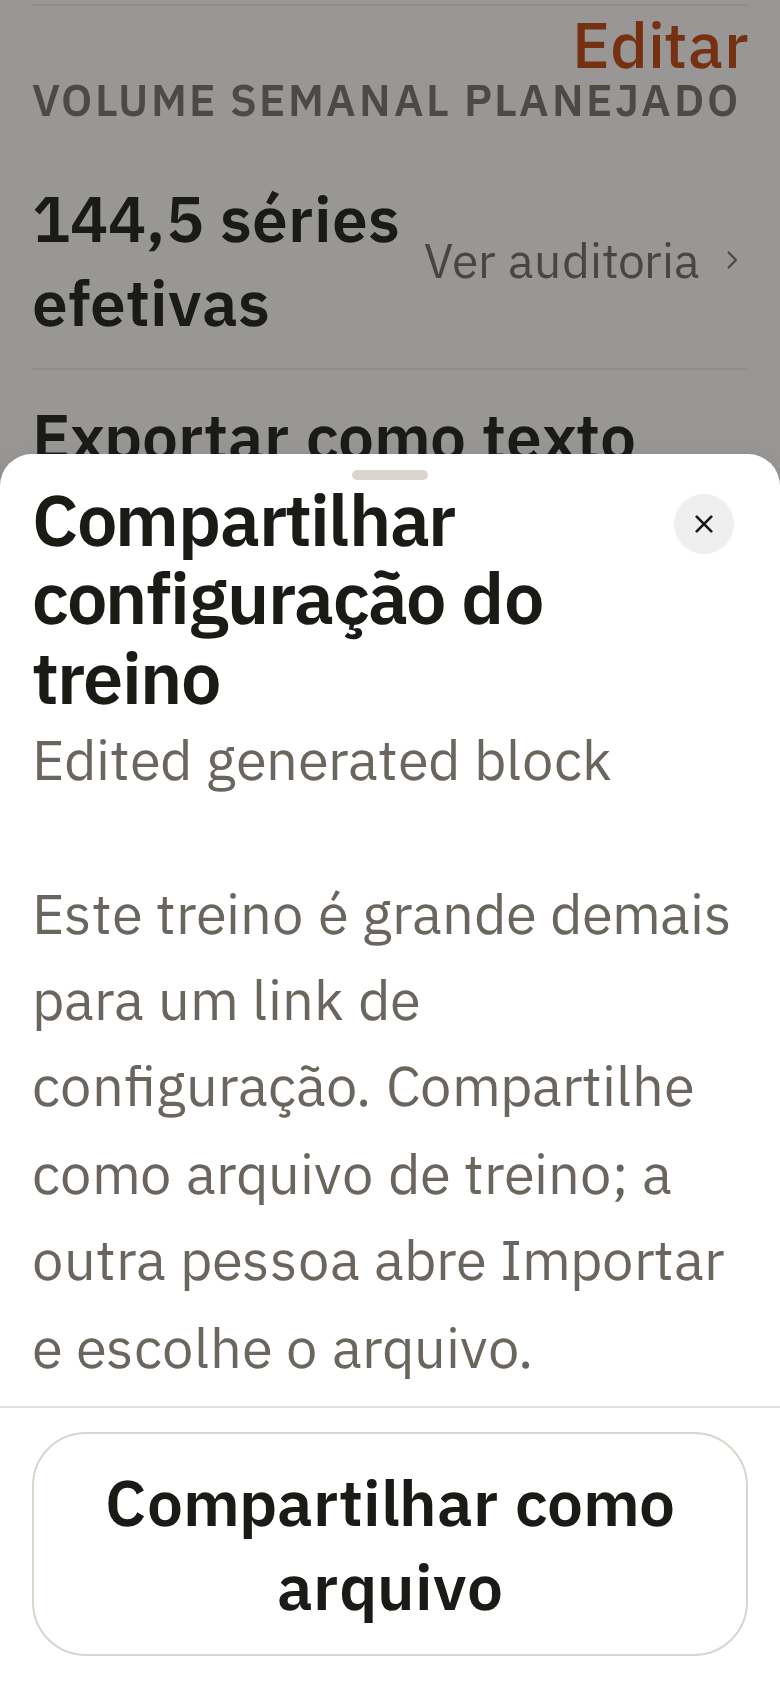 Editar
VOLUME SEMANAL PLANEJADO
144,5 séries
efetivas
Ver auditoria
Exportar como texto
Compartilhar
configuração do
treino
Edited generated block
Este treino é grande demais
para um link de
configuração. Compartilhe
como arquivo de treino; a
outra pessoa abre Importar
e escolhe o arquivo.
Compartilhar como
arquivo